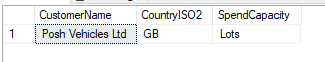 CustomerName CountryISO2 SpendCapacity
1 Posh Vehicles Ltd GB Lots